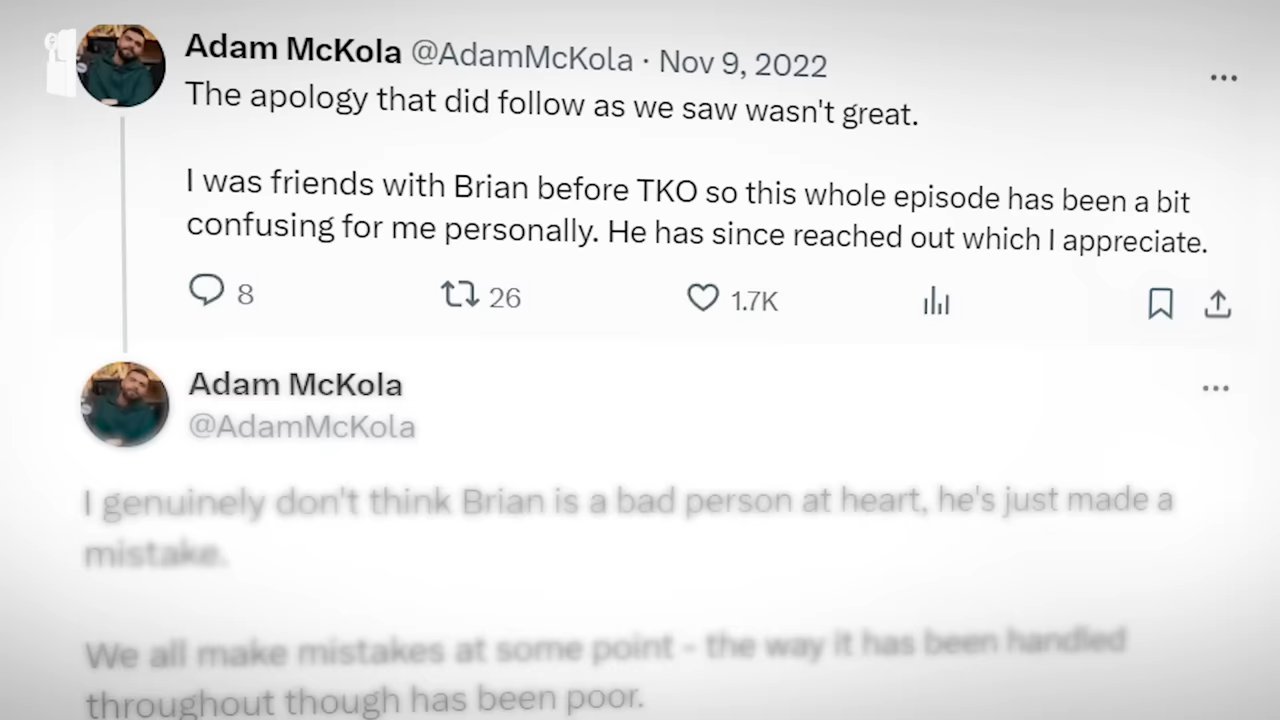 Adam McKola @AdamMcKola · Nov 9, 2022
The apology that did follow as we saw wasn't great.
I was friends with Brian before TKO so this whole episode has been a bit
confusing for me personally. He has since reached out which I appreciate.
8 26 1.7K
Adam McKola
@AdamMcKola
I genuinely don't think Brian is a bad person at heart, he's just made a
mistake.
We all make mistakes at some point - the way it has been handled
throughout though has been poor.